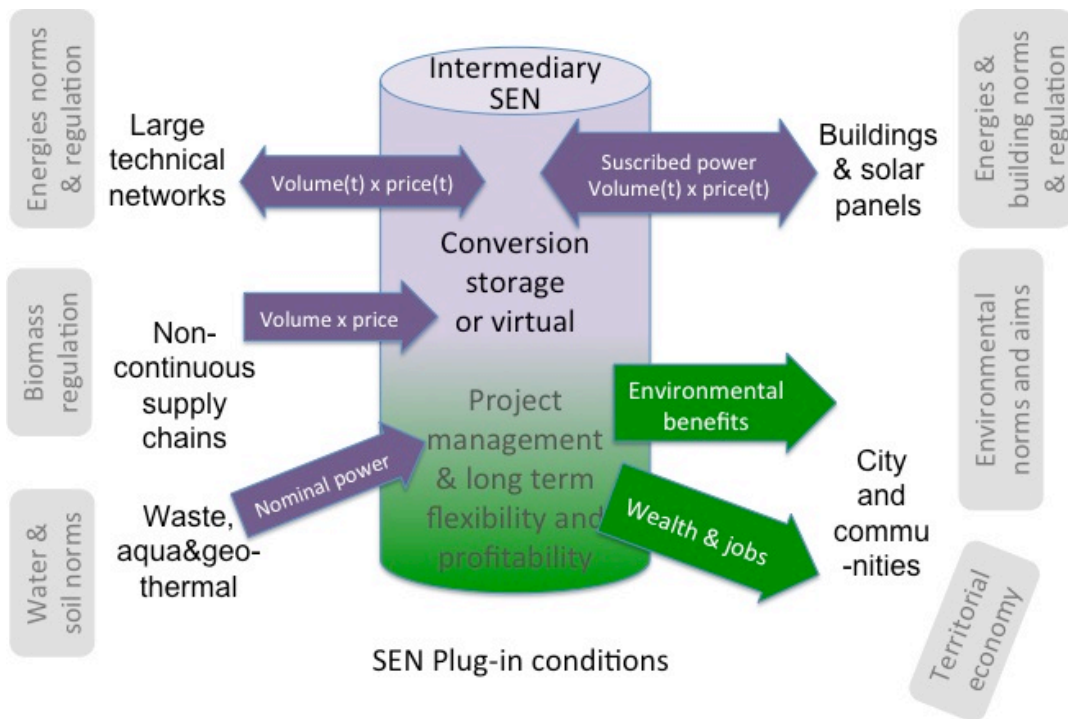 Energies norms
& regulation
Biomass
regulation
Water &
soil norms
Large
technical
networks
Non-
continuous
supply
chains
Waste,
aqua&geo-
thermal
Volume(t) x price(t)
Volume x price
Nominal power
Intermediary
SEN
Conversion
storage
or virtual
Project
management
& long term
flexibility and
profitability
Suscribed power
Volume(t) x price(t)
Environmental
benefits
Wealth & jobs
Buildings
& solar
panels
City
and
commu
-nities
Energies &
building norms
& regulation
Environmental
norms and aims
Territorial
economy
SEN Plug-in conditions